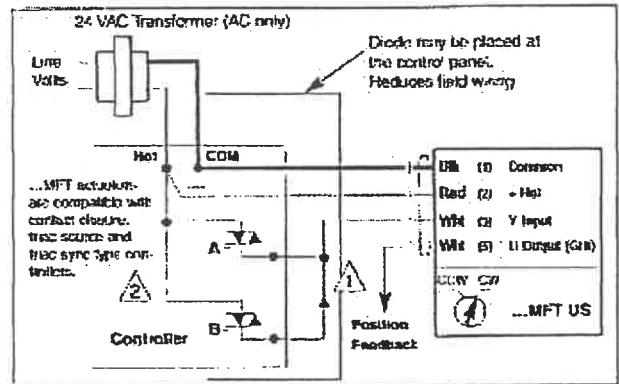 24 VAC Transformer (AC only)
Line
Volts
Diode may be placed at
the control panel.
Reduces field wiring
Hot
COM
...MFT actuators
are compatible with
contact closure,
triac source and
triac sync type con-
trollers.
2
A
B
Controller
1
Position
Feedback
Blk (1) Common
Red (2) + Hot
Wht (3) Y Input
Wht (5) U Output
CCW CW
...MFT US